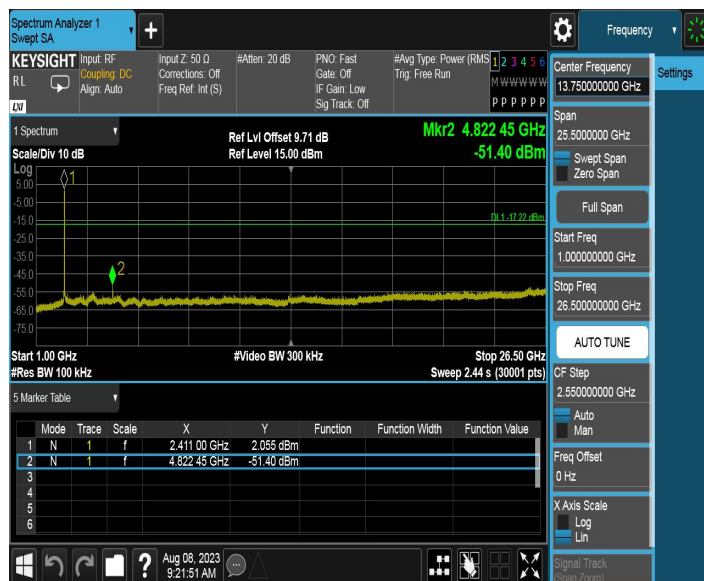 Spectrum Analyzer 1
Swept SA
+
Frequency
KEYSIGHT
RL
LXI
Input: RF
Coupling: DC
Align: Auto
Input Z: 50 Ω
Corrections: Off
Freq Ref: Int (S)
#Atten: 20 dB
PNO: Fast
Gate: Off
IF Gain: Low
Sig Track: Off
#Avg Type: Power (RMS
Trig: Free Run
1 2 3 4 5 6
M W W W W W
P P P P P P
1 Spectrum
Scale/Div 10 dB
Ref Lvl Offset 9.71 dB
Ref Level 15.00 dBm
Mkr2 4.822 45 GHz
-51.40 dBm
Log
5.00
-5.00
-15.0
-25.0
-35.0
-45.0
-55.0
-65.0
-75.0
1
2
DL1 -17.22 dBm
Start 1.00 GHz
#Res BW 100 kHz
#Video BW 300 kHz
Stop 26.50 GHz
Sweep 2.44 s (30001 pts)
5 Marker Table
Mode Trace Scale X Y Function Function Width Function Value
1 N 1 f 2.411 00 GHz 2.055 dBm
2 N 1 f 4.822 45 GHz -51.40 dBm
3
4
5
6
?
Aug 08, 2023
9:21:51 AM
Center Frequency
13.750000000 GHz
Span
25.5000000 GHz
Swept Span
Zero Span
Full Span
Start Freq
1.000000000 GHz
Stop Freq
26.500000000 GHz
AUTO TUNE
CF Step
2.550000000 GHz
Auto
Man
Freq Offset
0 Hz
X Axis Scale
Log
Lin
Signal Track
(Span Zoom)
Settings